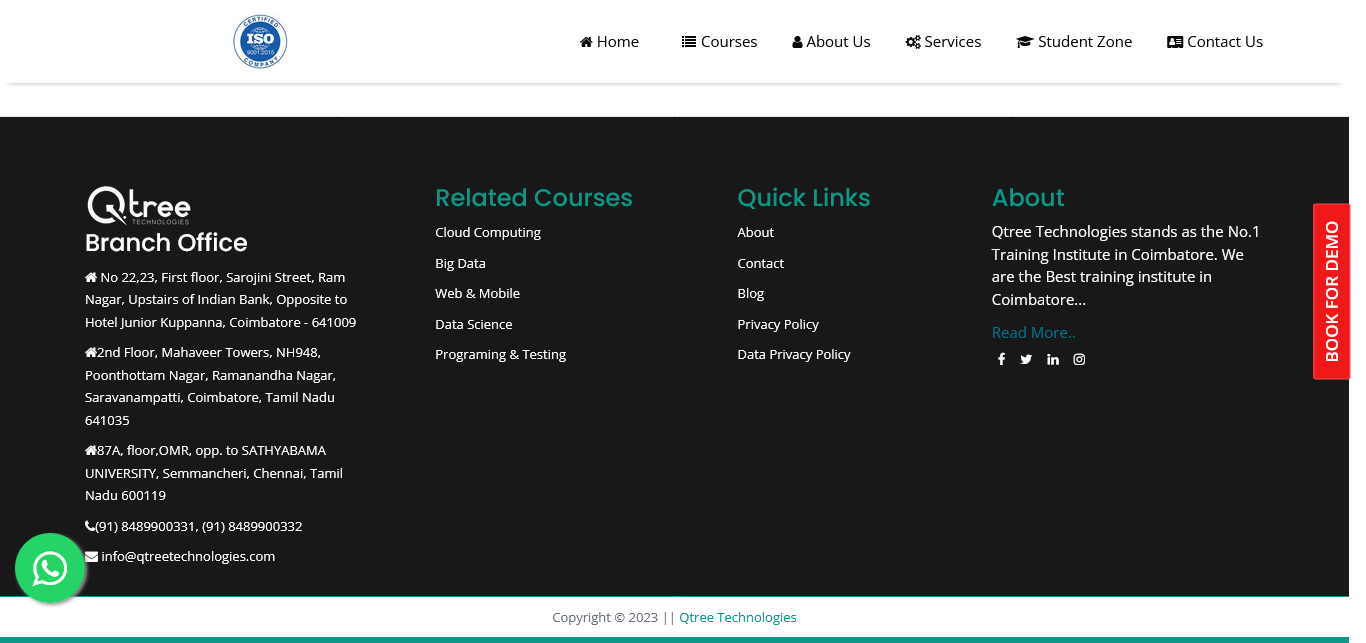 CERTIFIED
ISO
9001:2015
COMPANY
Home
Courses
About Us
Services
Student Zone
Contact Us
Qtree
TECHNOLOGIES
Branch Office
No 22,23, First floor, Sarojini Street, Ram
Nagar, Upstairs of Indian Bank, Opposite to
Hotel Junior Kuppanna, Coimbatore - 641009
2nd Floor, Mahaveer Towers, NH948,
Poonthottam Nagar, Ramanandha Nagar,
Saravanampatti, Coimbatore, Tamil Nadu
641035
87A, floor,OMR, opp. to SATHYABAMA
UNIVERSITY, Semmancheri, Chennai, Tamil
Nadu 600119
(91) 8489900331, (91) 8489900332
info@qtreetechnologies.com
Related Courses
Cloud Computing
Big Data
Web & Mobile
Data Science
Programing & Testing
Quick Links
About
Contact
Blog
Privacy Policy
Data Privacy Policy
About
Qtree Technologies stands as the No.1
Training Institute in Coimbatore. We
are the Best training institute in
Coimbatore...
Read More..
BOOK FOR DEMO
Copyright © 2023 || Qtree Technologies